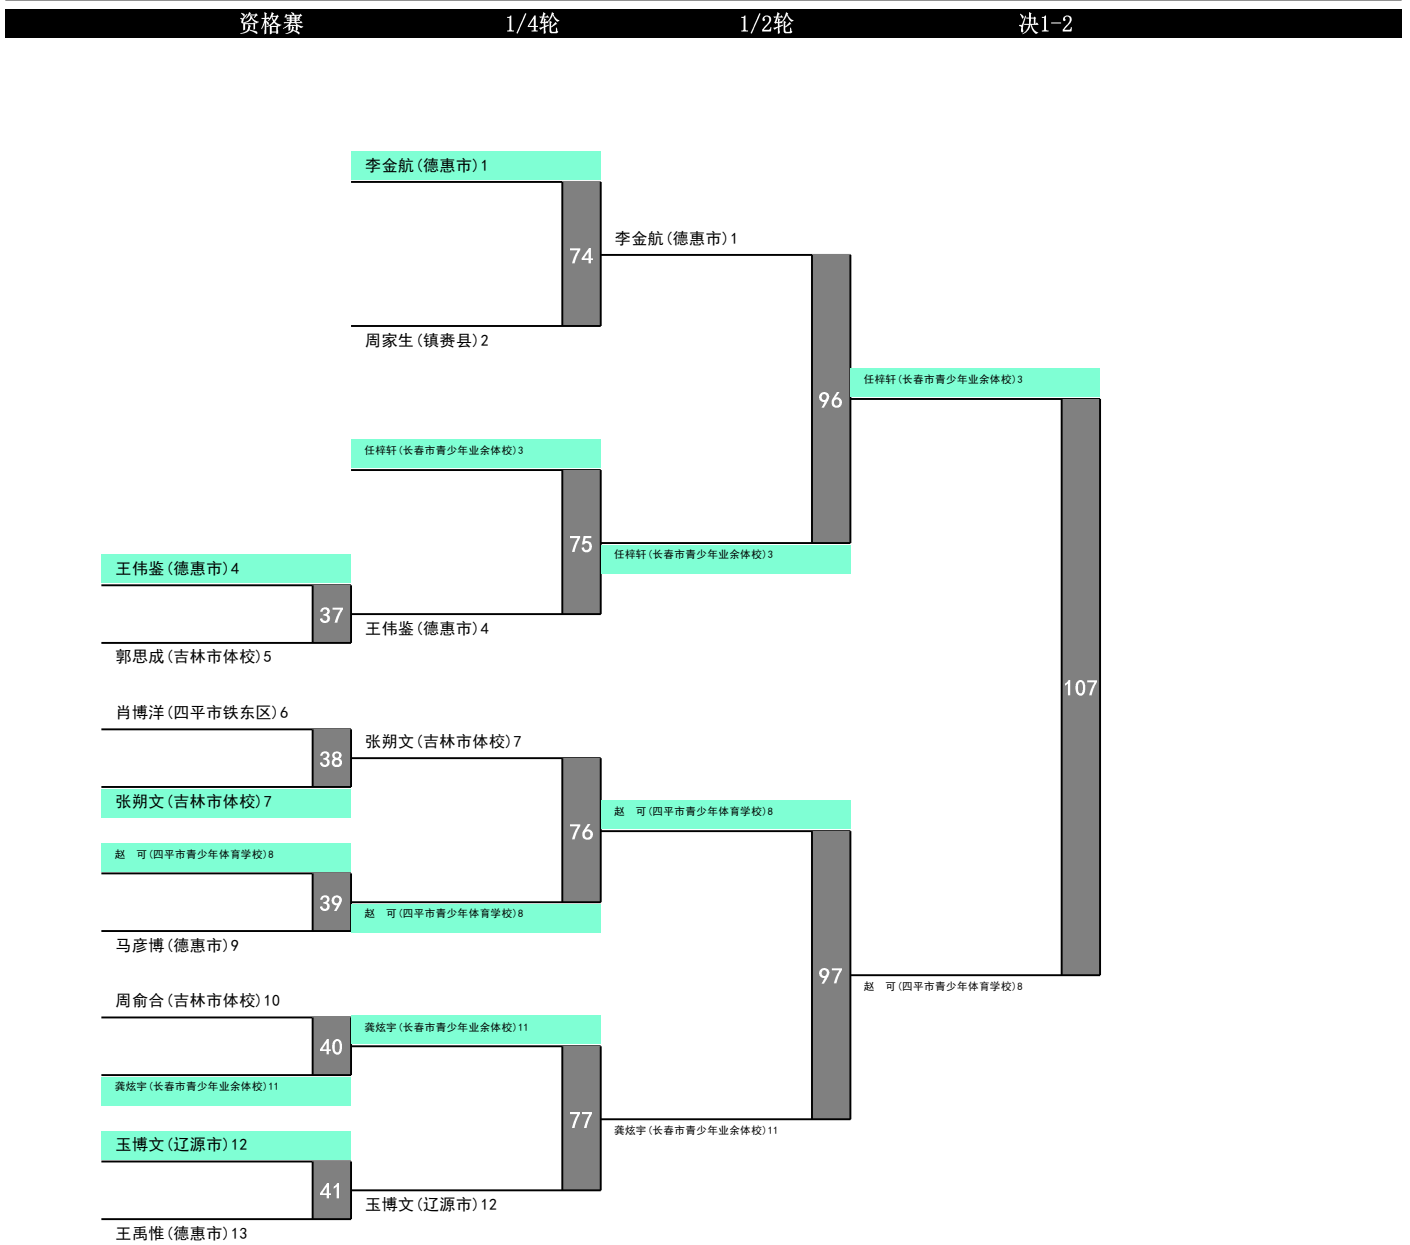 资格赛 1/4轮 1/2轮 决1-2
李金航(德惠市)1
74
李金航(德惠市)1
周家生(镇赉县)2
96
任梓轩(长春市青少年业余体校)3
任梓轩(长春市青少年业余体校)3
75
任梓轩(长春市青少年业余体校)3
王伟鉴(德惠市)4
37
王伟鉴(德惠市)4
郭思成(吉林市体校)5
107
肖博洋(四平市铁东区)6
38
张朔文(吉林市体校)7
张朔文(吉林市体校)7
76
赵　可(四平市青少年体育学校)8
赵　可(四平市青少年体育学校)8
39
赵　可(四平市青少年体育学校)8
马彦博(德惠市)9
97
赵　可(四平市青少年体育学校)8
周俞合(吉林市体校)10
40
龚炫宇(长春市青少年业余体校)11
龚炫宇(长春市青少年业余体校)11
77
龚炫宇(长春市青少年业余体校)11
玉博文(辽源市)12
41
玉博文(辽源市)12
王禹惟(德惠市)13